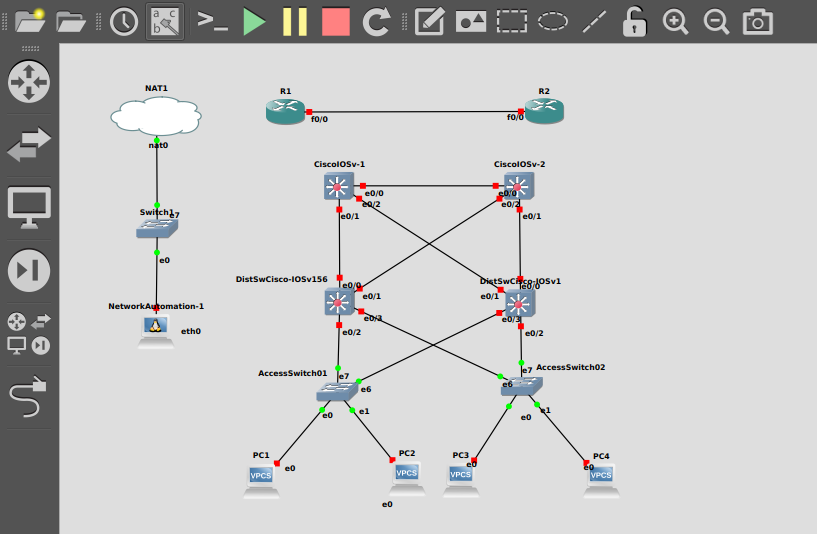 a c
b
NAT1
R1
R2
f0/0
f0/0
nat0
CiscoIOSv-1
CiscoIOSv-2
e0/0
e0/0
e0/2
e0/2
Switch1
e7
e0/1
e0/1
e0
DistSwCisco-IOSv156
DistSwCisco-IOSv1
e0/0
e0/0
e0/1
e0/1
NetworkAutomation-1
eth0
e0/3
e0/3
e0/2
e0/2
AccessSwitch01
AccessSwitch02
e7
e7
e6
e6
e0
e1
e0
e1
PC1
PC2
PC3
PC4
e0
e0
e0
VPCS
VPCS
VPCS
VPCS
e0